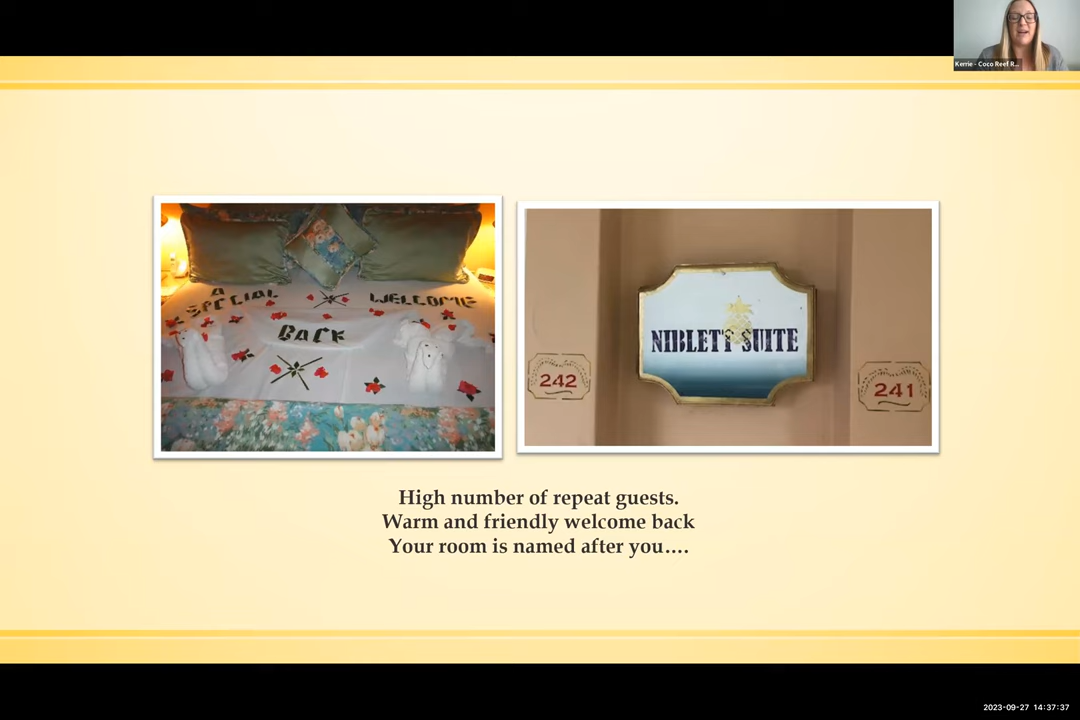 Kerrie - Coco Reef R...
A
SPECIAL
WELCOME
BACK
NIBLETT SUITE
242
241
High number of repeat guests.
Warm and friendly welcome back
Your room is named after you....
2023-09-27 14:37:37